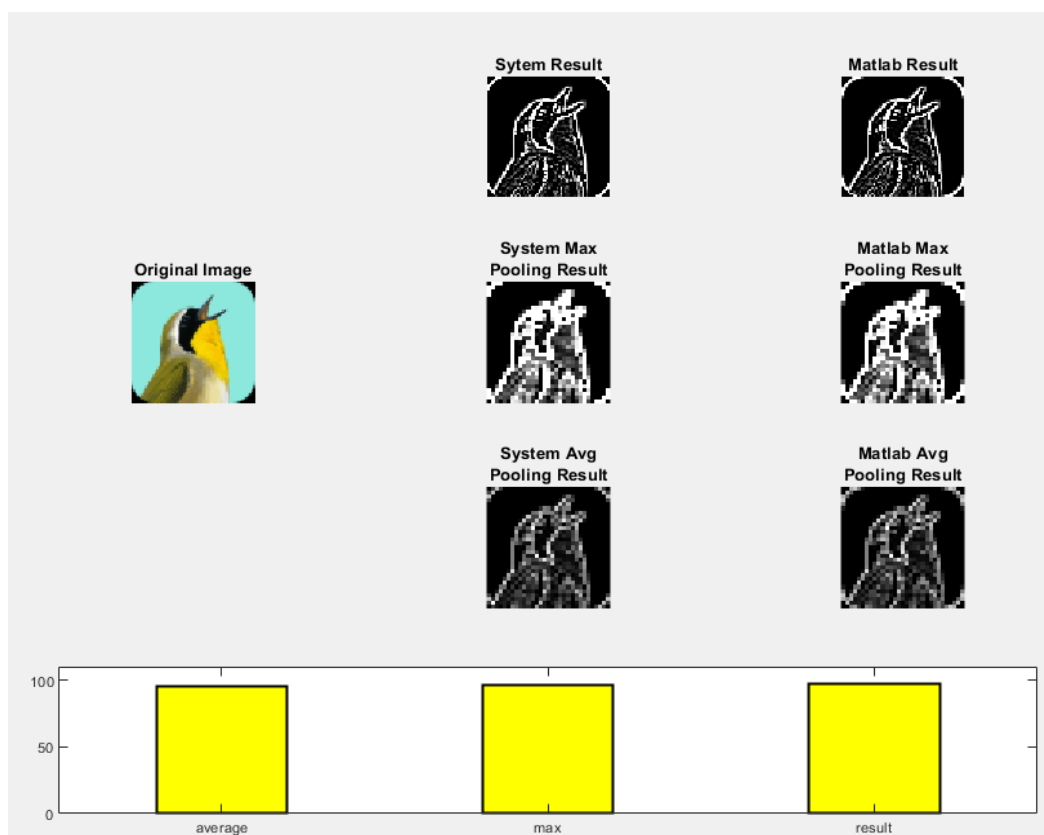 Sytem Result
Matlab Result
System Max
Pooling Result
Matlab Max
Pooling Result
Original Image
System Avg
Pooling Result
Matlab Avg
Pooling Result
100
50
0
average
max
result